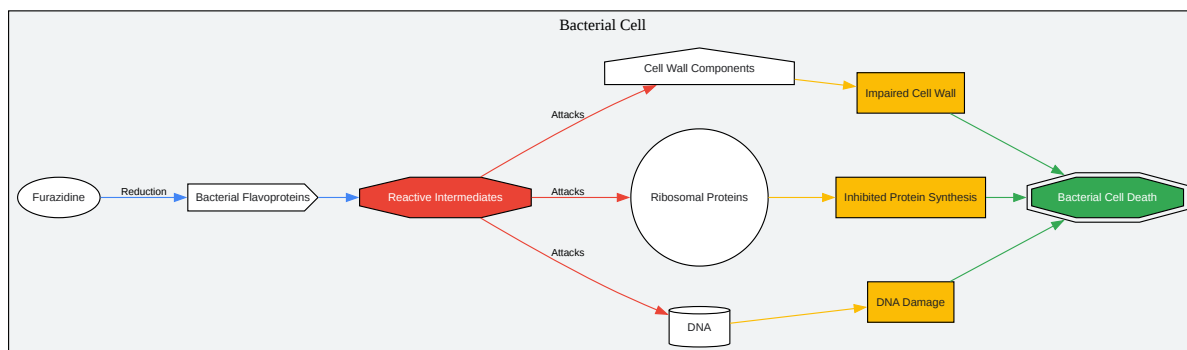 Bacterial Cell
Furazidine
Reduction
Bacterial Flavoproteins
Reactive Intermediates
Attacks
Attacks
Attacks
Cell Wall Components
Ribosomal Proteins
DNA
Impaired Cell Wall
Inhibited Protein Synthesis
DNA Damage
Bacterial Cell Death